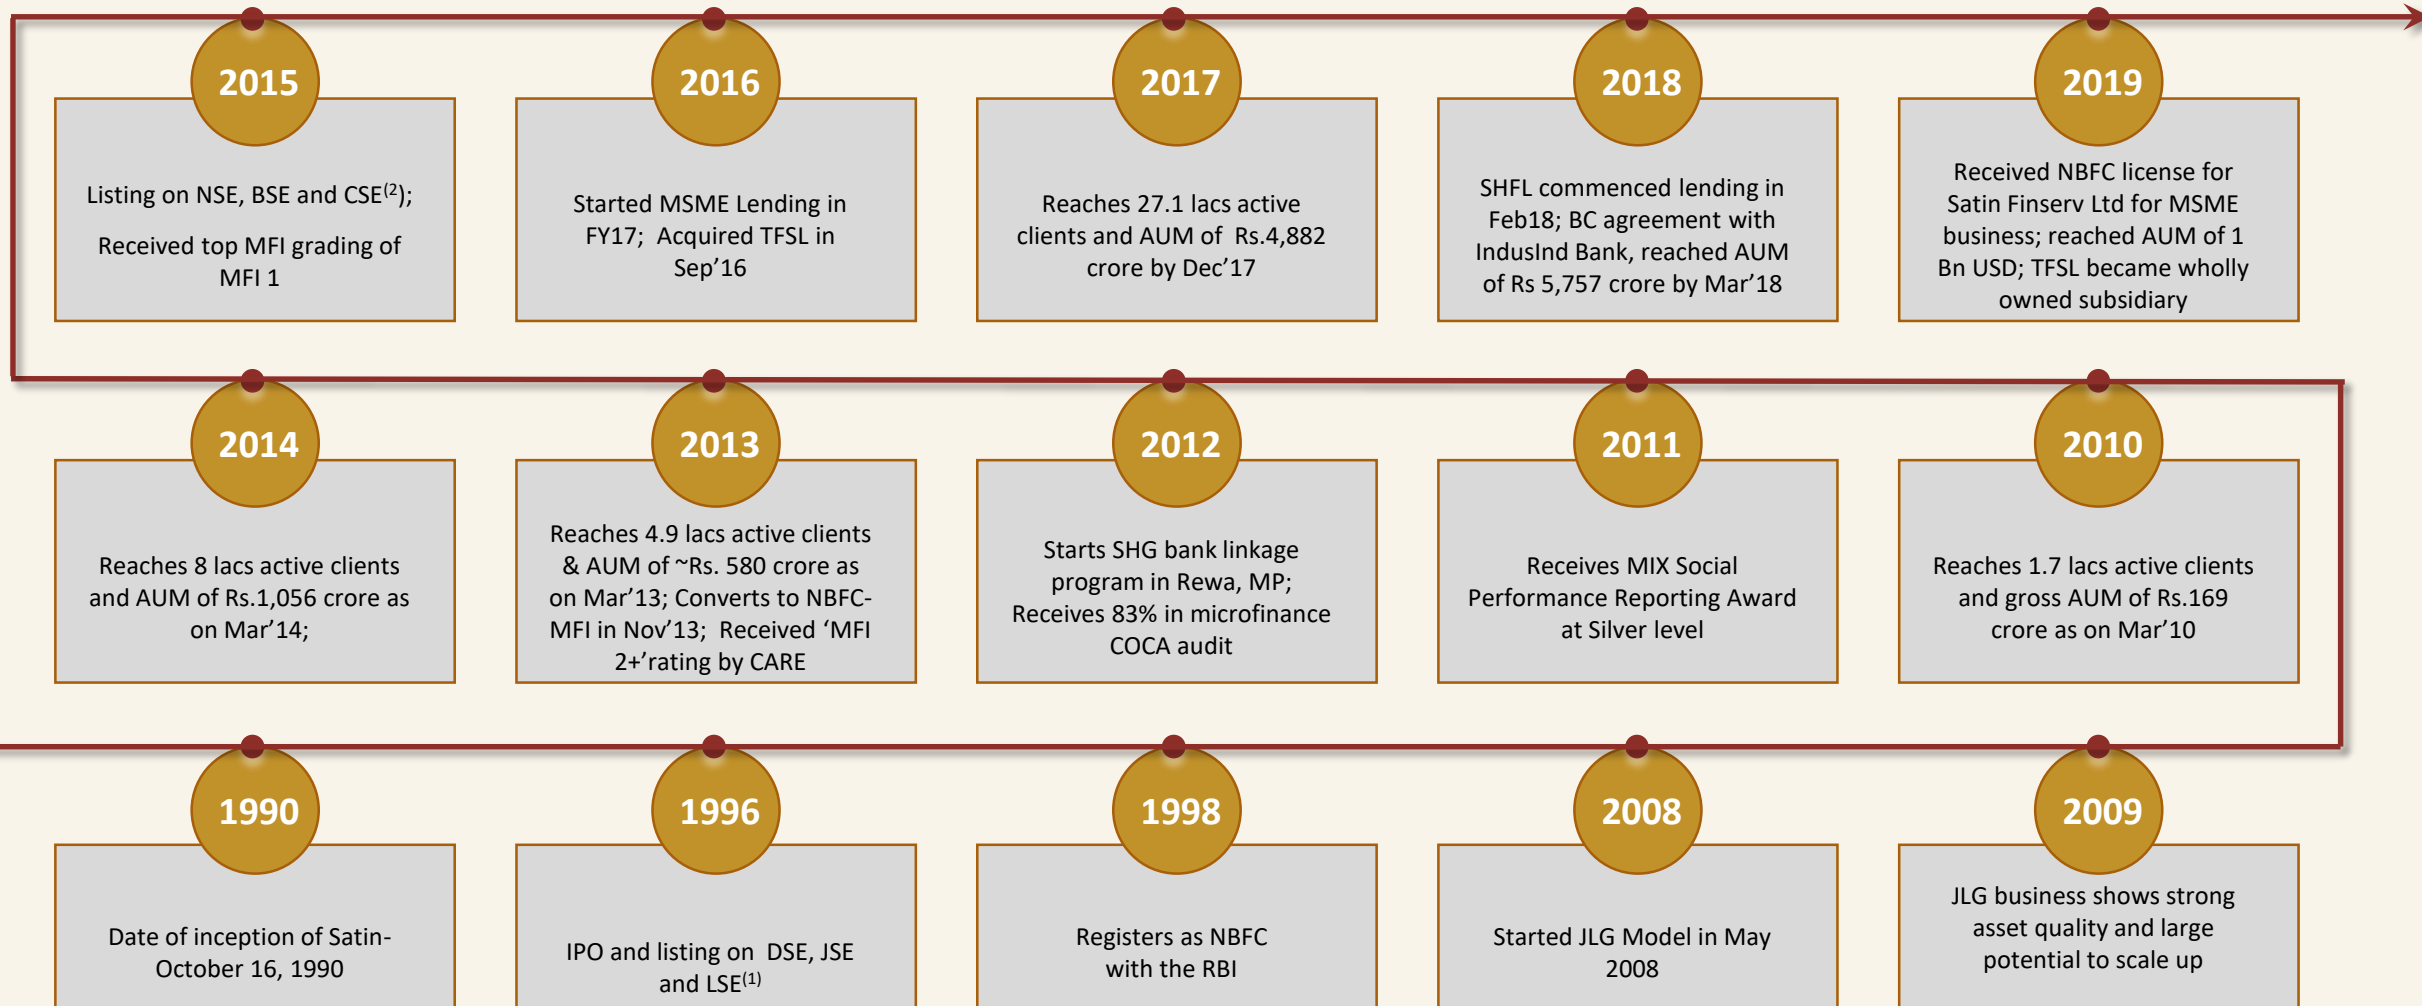 2015
Listing on NSE, BSE and CSE(2);
Received top MFI grading of
MFI 1
2016
Started MSME Lending in
FY17; Acquired TFSL in
Sep’16
2017
Reaches 27.1 lacs active
clients and AUM of Rs.4,882
crore by Dec’17
2018
SHFL commenced lending in
Feb18; BC agreement with
IndusInd Bank, reached AUM
of Rs 5,757 crore by Mar’18
2019
Received NBFC license for
Satin Finserv Ltd for MSME
business; reached AUM of 1
Bn USD; TFSL became wholly
owned subsidiary
2014
Reaches 8 lacs active clients
and AUM of Rs.1,056 crore as
on Mar’14;
2013
Reaches 4.9 lacs active clients
& AUM of ~Rs. 580 crore as
on Mar’13; Converts to NBFC-
MFI in Nov’13; Received ‘MFI
2+’rating by CARE
2012
Starts SHG bank linkage
program in Rewa, MP;
Receives 83% in microfinance
COCA audit
2011
Receives MIX Social
Performance Reporting Award
at Silver level
2010
Reaches 1.7 lacs active clients
and gross AUM of Rs.169
crore as on Mar’10
1990
Date of inception of Satin-
October 16, 1990
1996
IPO and listing on DSE, JSE
and LSE(1)
1998
Registers as NBFC
with the RBI
2008
Started JLG Model in May
2008
2009
JLG business shows strong
asset quality and large
potential to scale up